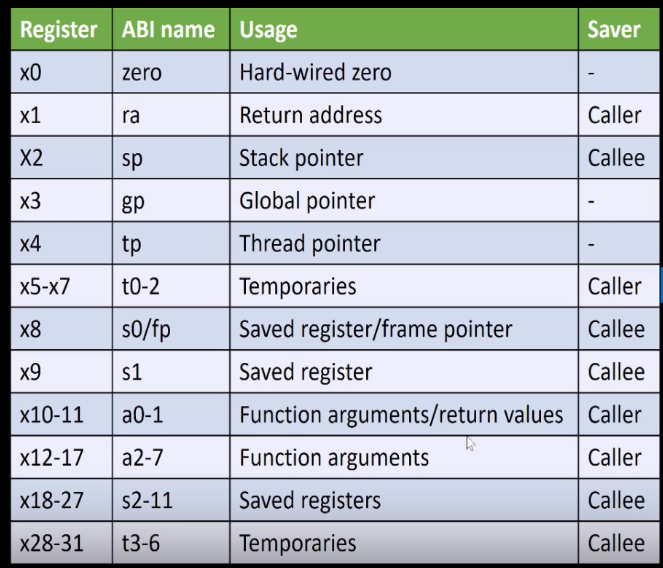 Register ABI name Usage Saver
x0 zero Hard-wired zero -
x1 ra Return address Caller
X2 sp Stack pointer Callee
x3 gp Global pointer -
x4 tp Thread pointer -
x5-x7 t0-2 Temporaries Caller
x8 s0/fp Saved register/frame pointer Callee
x9 s1 Saved register Callee
x10-11 a0-1 Function arguments/return values Caller
x12-17 a2-7 Function arguments Caller
x18-27 s2-11 Saved registers Callee
x28-31 t3-6 Temporaries Callee